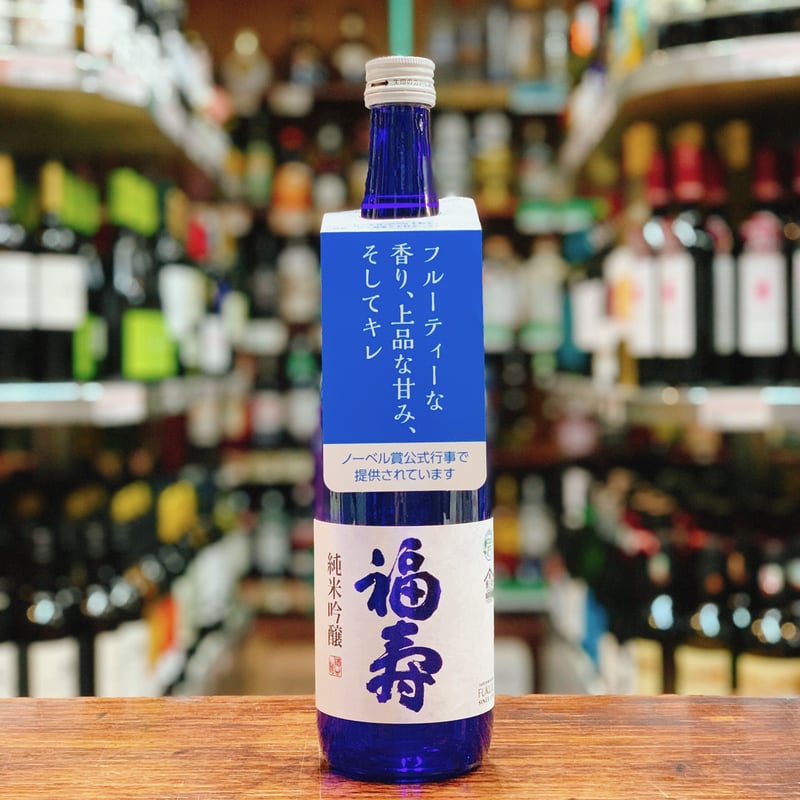 フルーティーな
香り、上品な甘み、
そしてキレ
ノーベル賞公式行事で
提供されています
福寿
純米吟醸